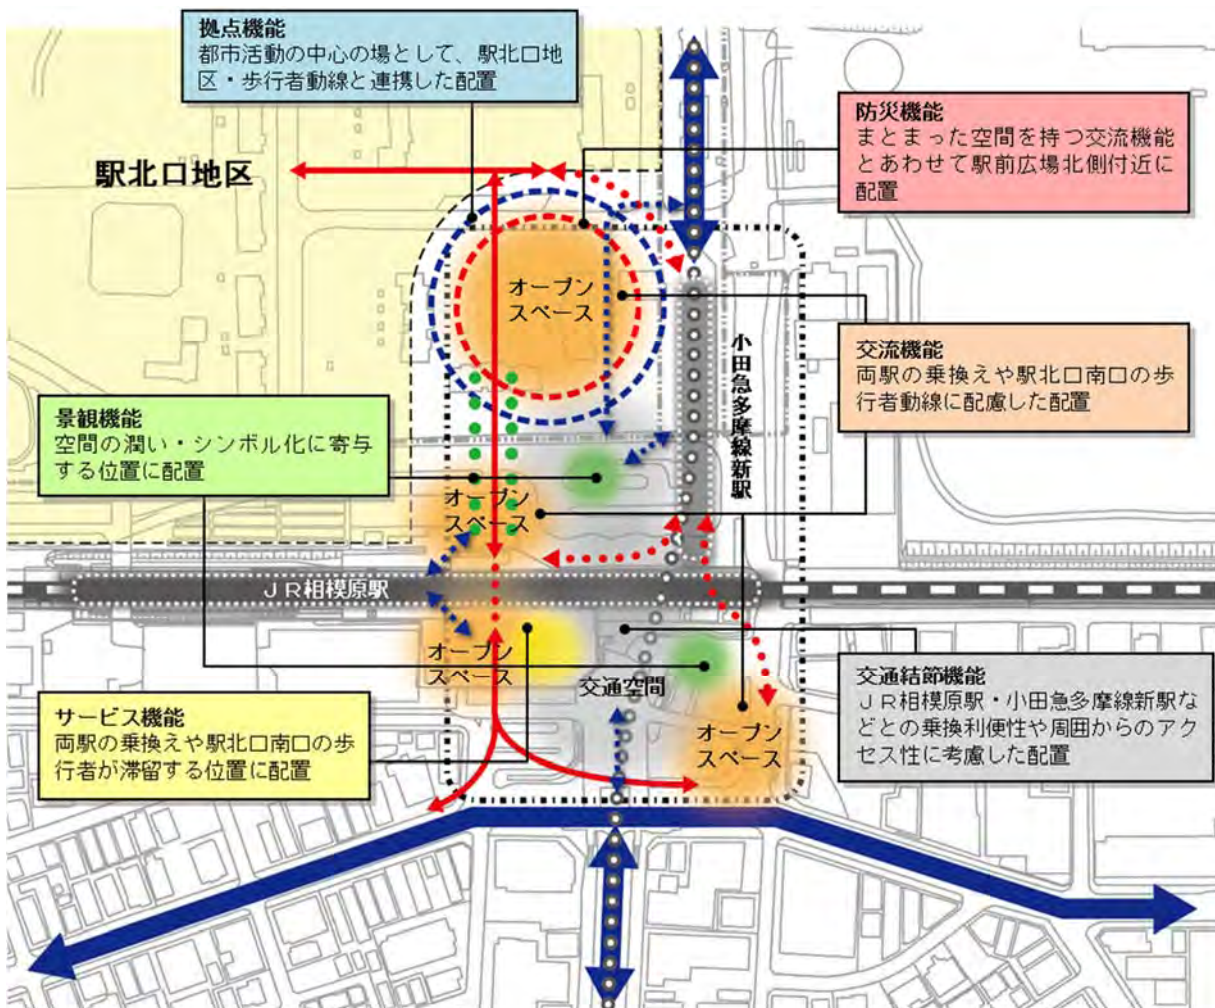 拠点機能
都市活動の中心の場として、駅北口地
区・歩行者動線と連携した配置
防災機能
まとまった空間を持つ交流機能
とあわせて駅前広場北側付近に
配置
駅北口地区
オープン
スペース
小田急多摩線新駅
交流機能
両駅の乗換えや駅北口南口の歩
行者動線に配慮した配置
景観機能
空間の潤い・シンボル化に寄与
する位置に配置
オープン
スペース
ＪＲ相模原駅
オープン
スペース
交通空間
交通結節機能
ＪＲ相模原駅・小田急多摩線新駅な
どとの乗換利便性や周囲からのアク
セス性に考慮した配置
サービス機能
両駅の乗換えや駅北口南口の歩
行者が滞留する位置に配置
オープン
スペース